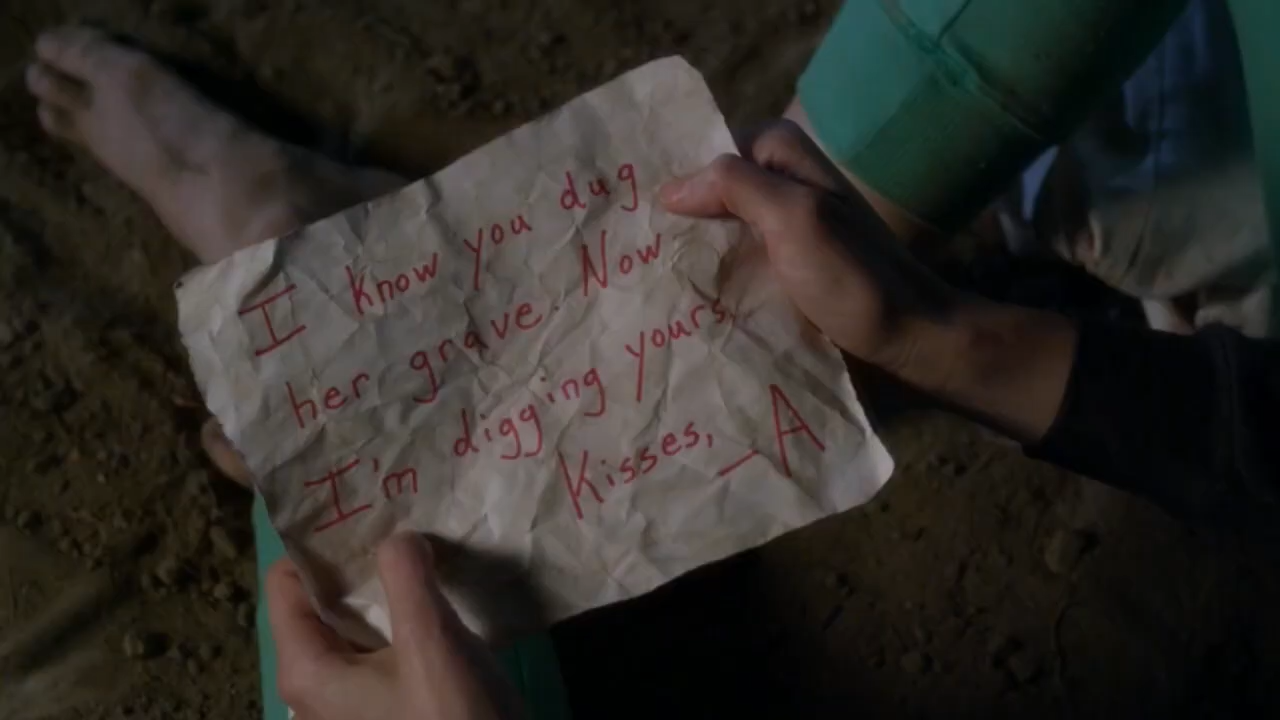 I know you dug
her grave. Now
I'm digging yours.
Kisses, -A